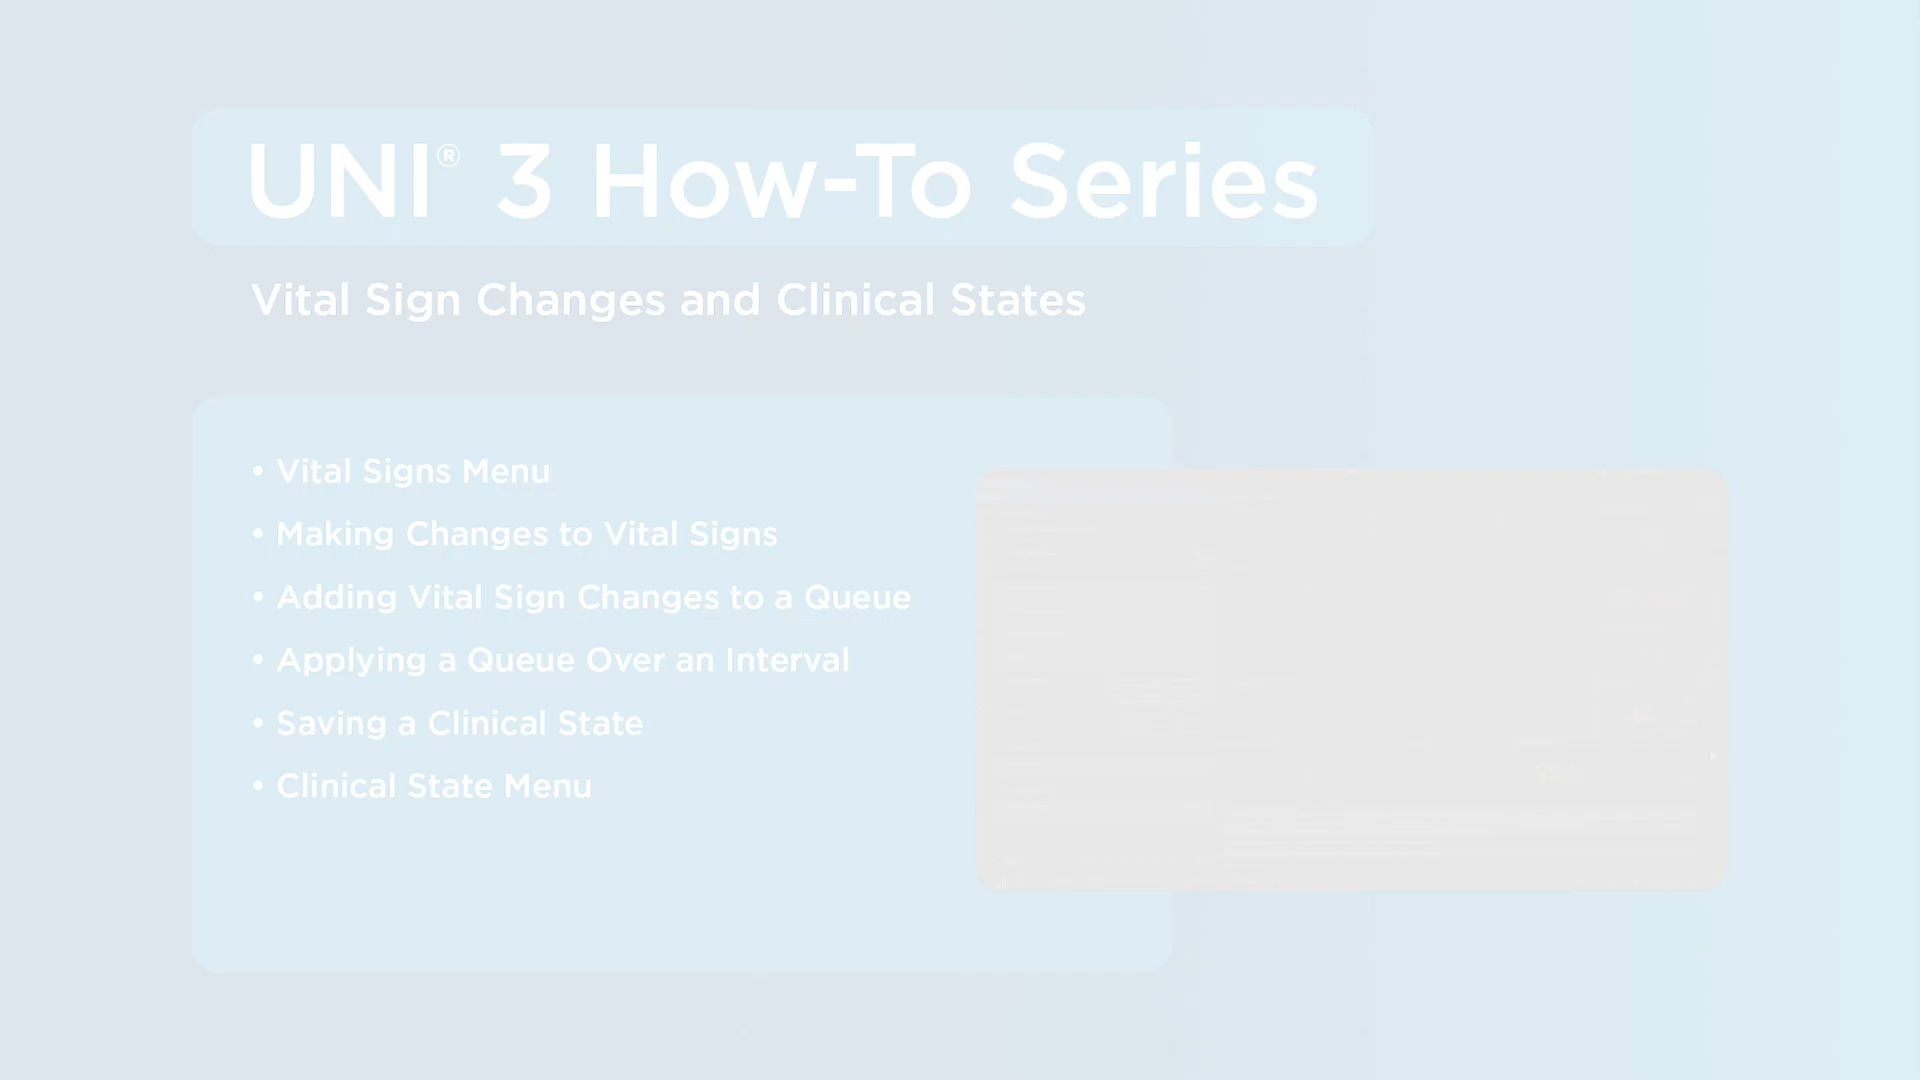 UNI® 3 How-To Series
Vital Sign Changes and Clinical States
• Vital Signs Menu
• Making Changes to Vital Signs
• Adding Vital Sign Changes to a Queue
• Applying a Queue Over an Interval
• Saving a Clinical State
• Clinical State Menu